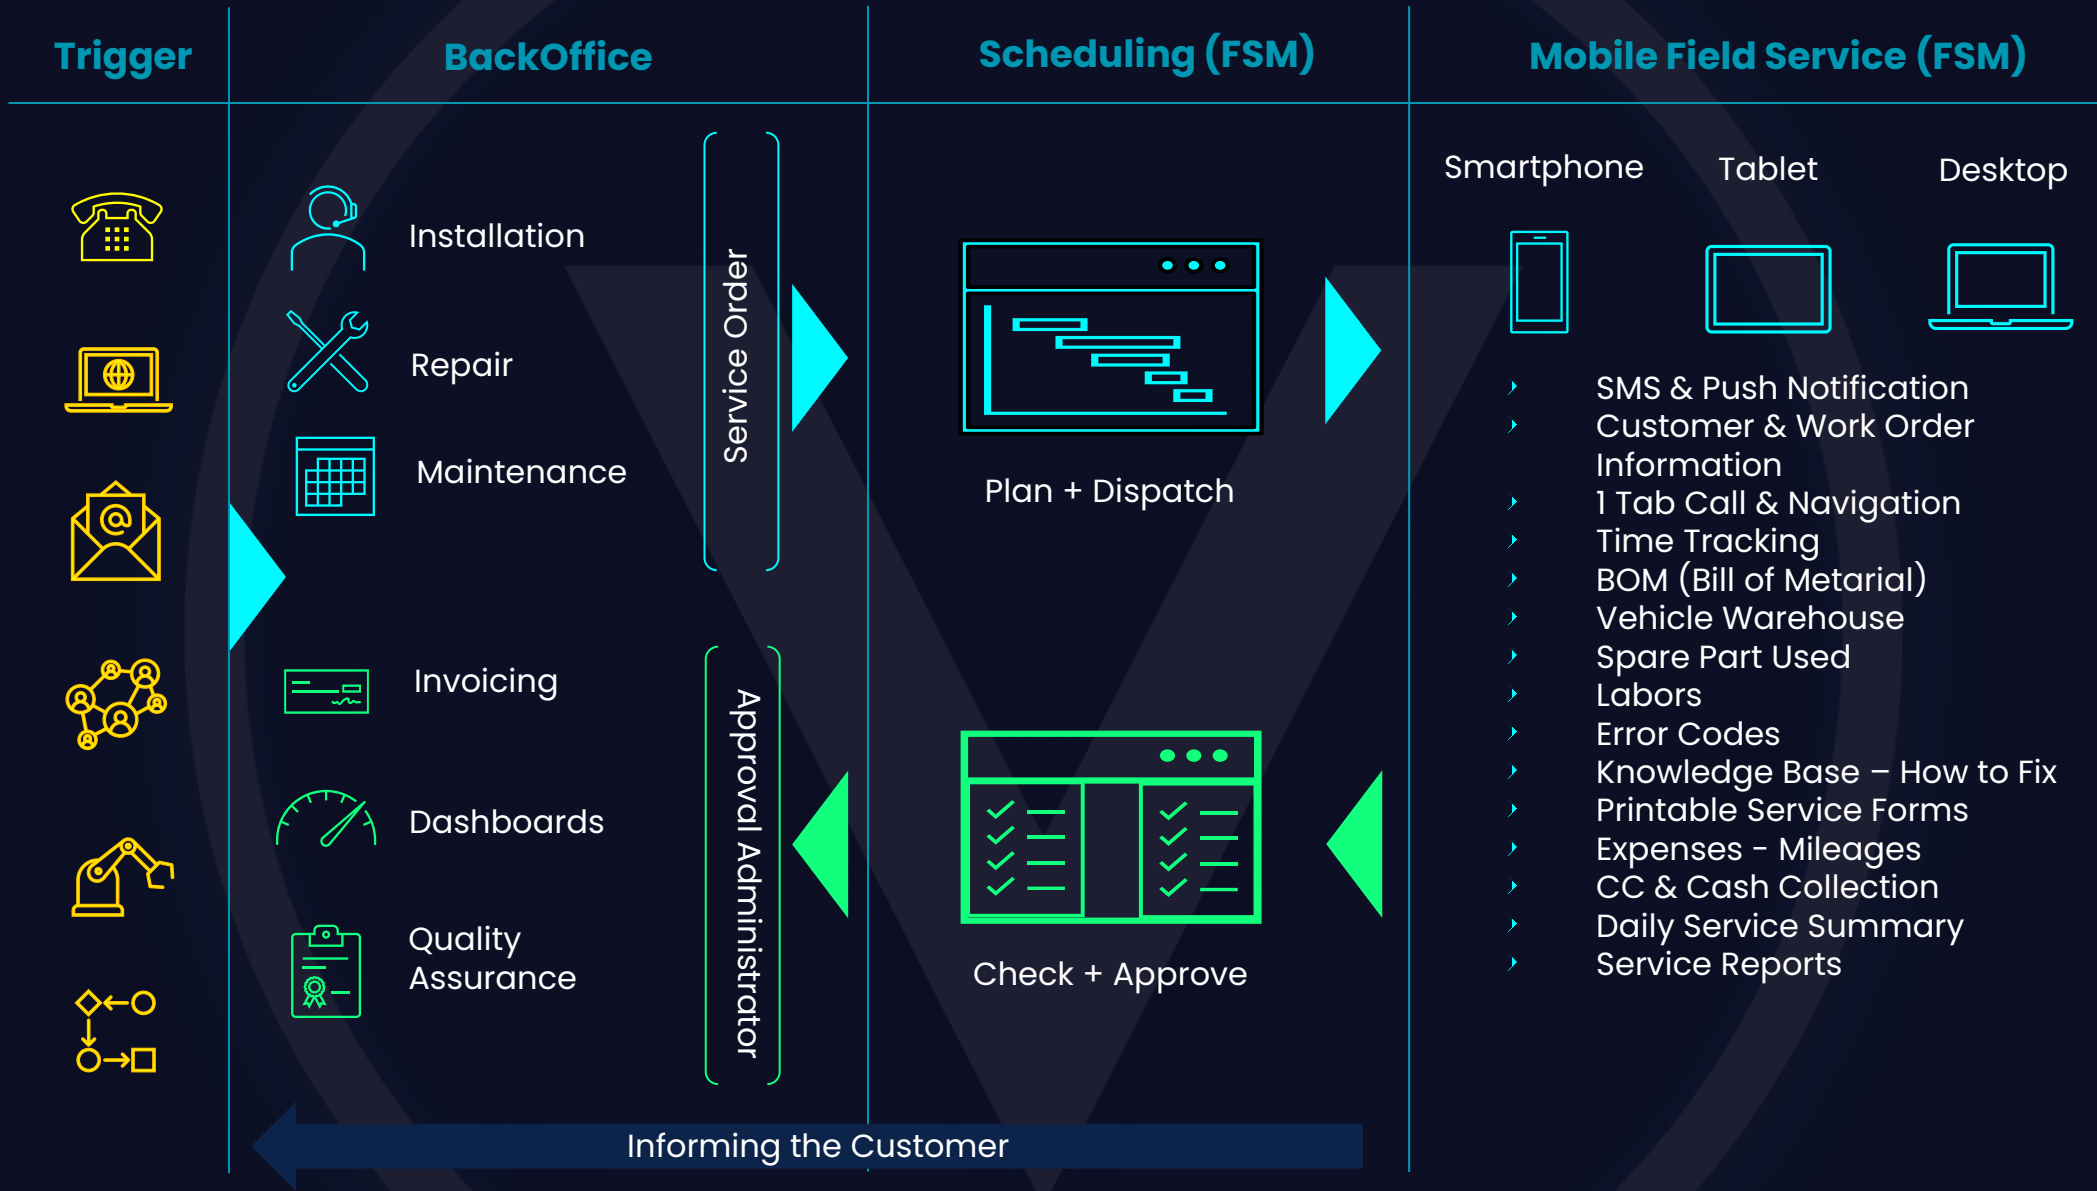 Trigger
BackOffice
Scheduling (FSM)
Mobile Field Service (FSM)
Installation
Repair
Maintenance
Service Order
Invoicing
Dashboards
Quality
Assurance
Approval Administrator
Plan + Dispatch
Check + Approve
Smartphone
Tablet
Desktop
SMS & Push Notification
Customer & Work Order
Information
1 Tab Call & Navigation
Time Tracking
BOM (Bill of Metarial)
Vehicle Warehouse
Spare Part Used
Labors
Error Codes
Knowledge Base – How to Fix
Printable Service Forms
Expenses - Mileages
CC & Cash Collection
Daily Service Summary
Service Reports
Informing the Customer